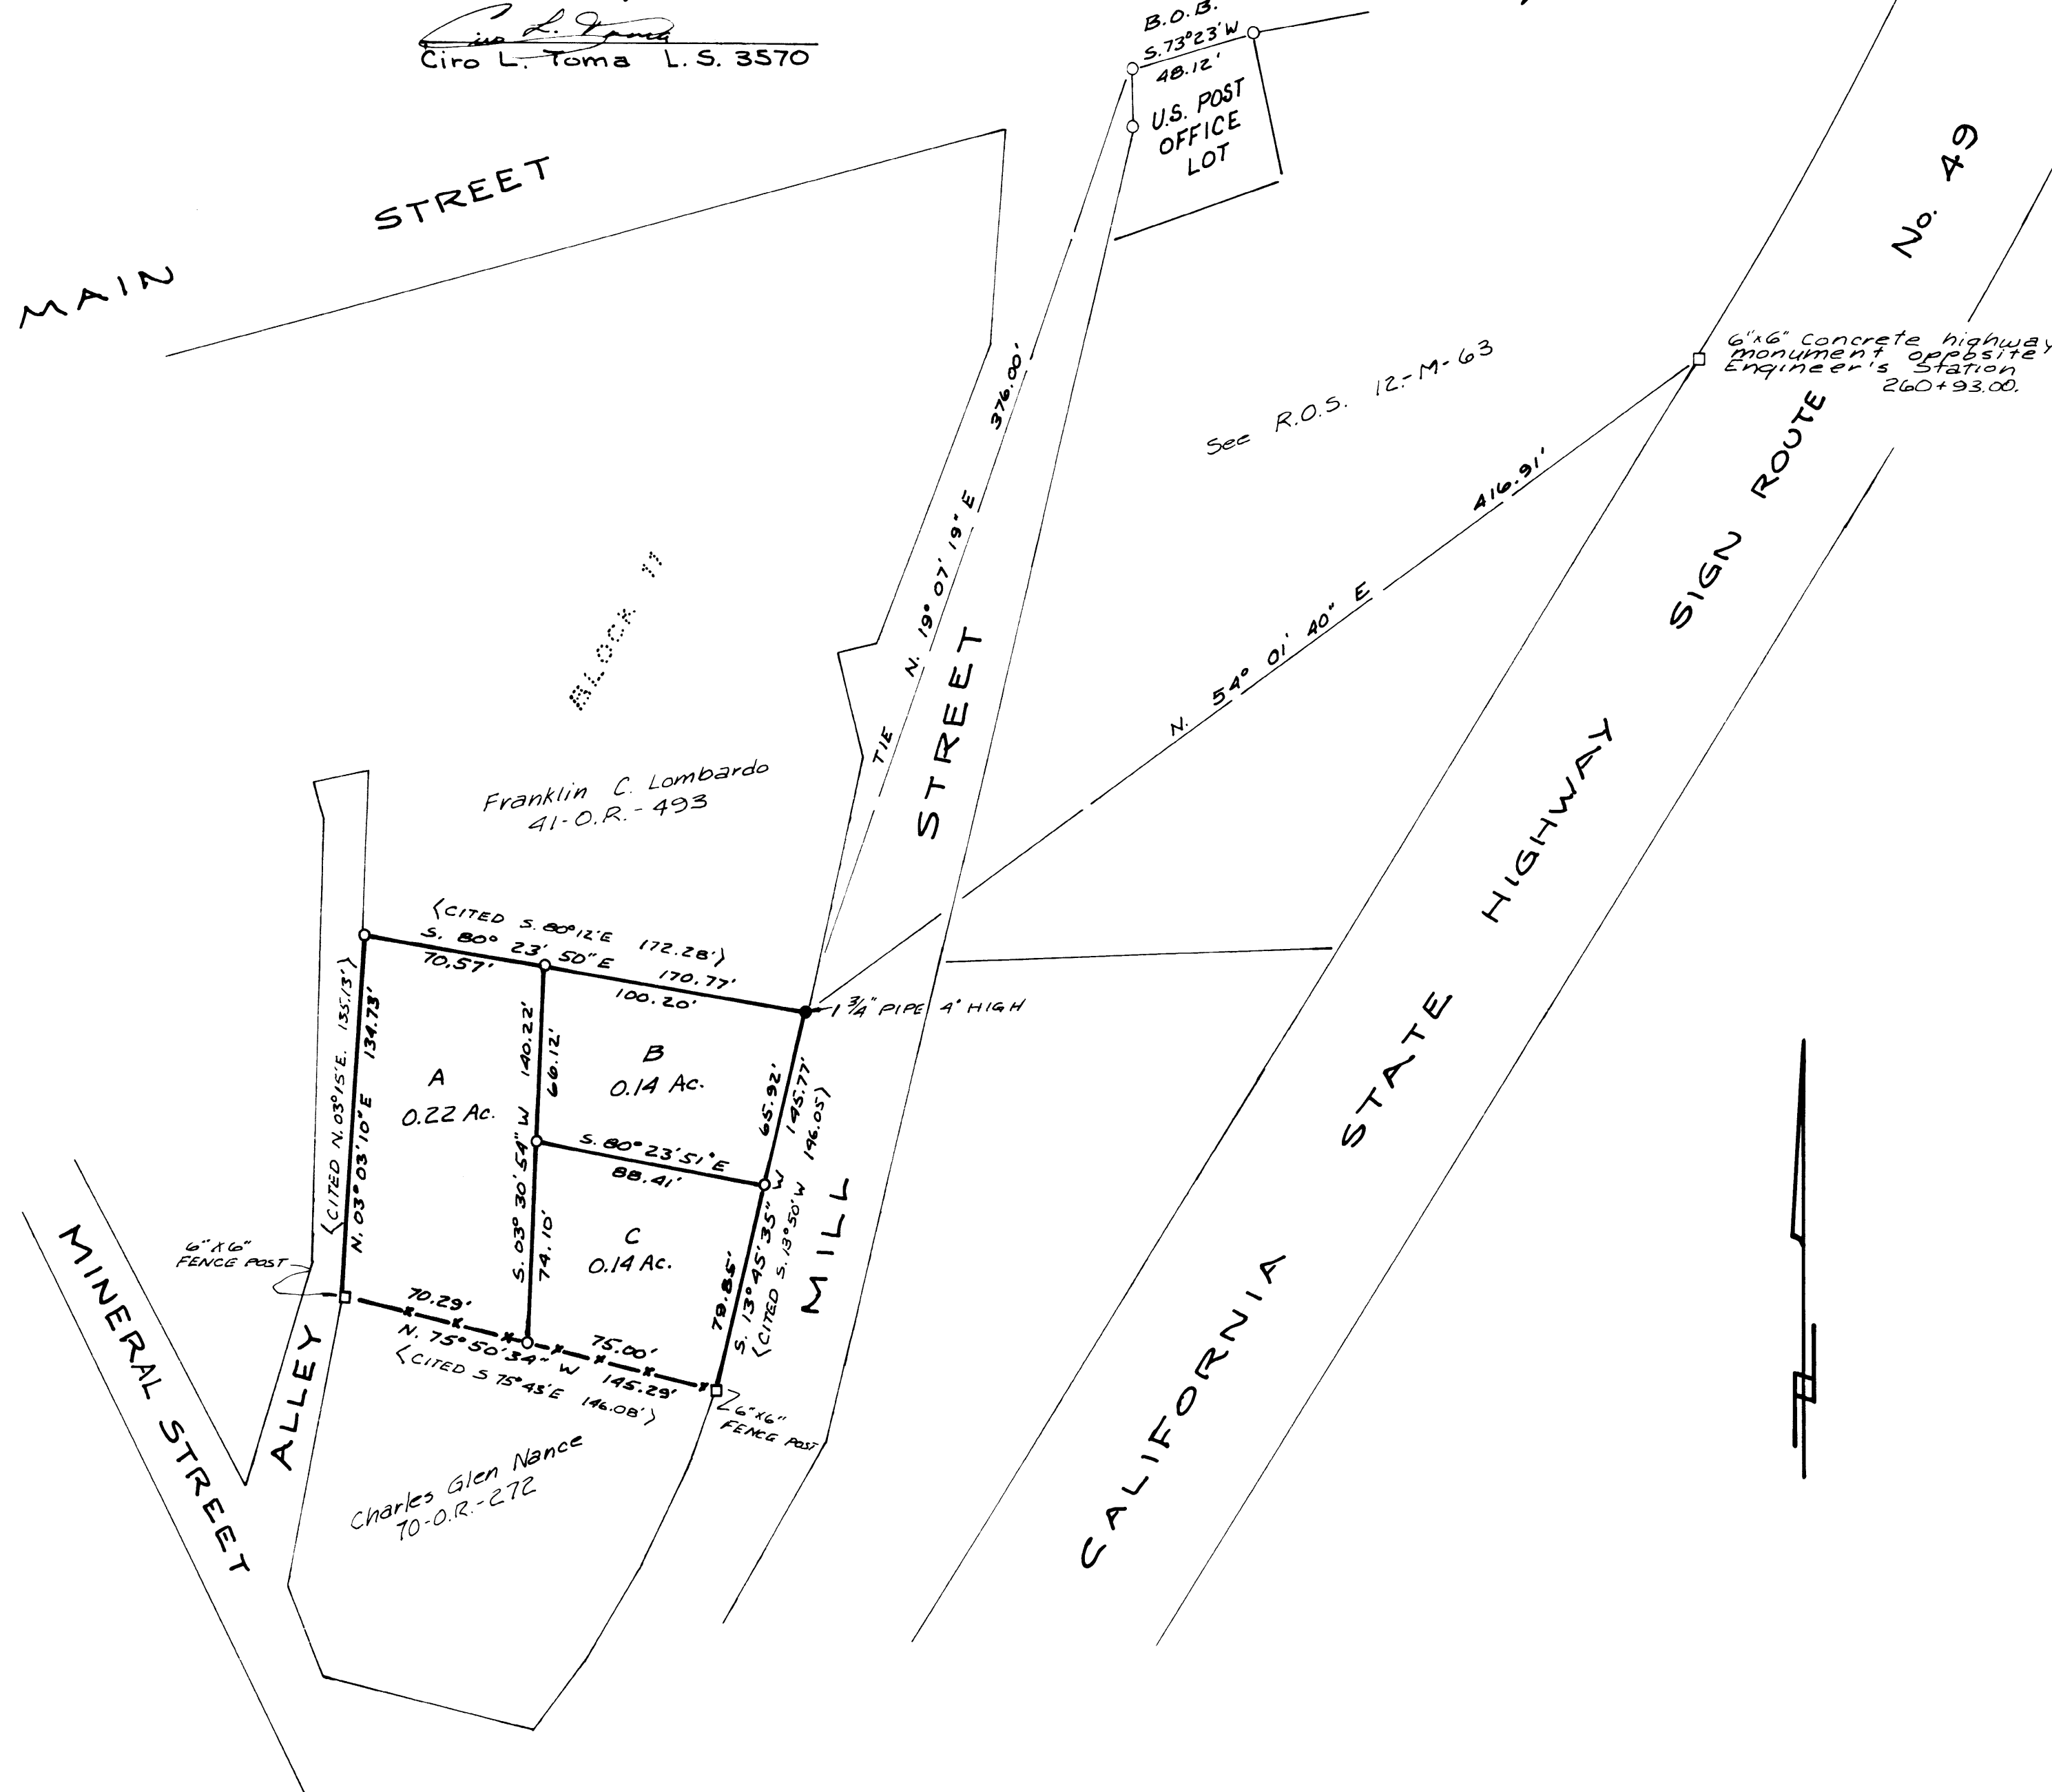 Ciro L. Toma L.S. 3570
B.O.B.
S. 73° 23' W
48.12'
U.S. POST
OFFICE
LOT
MAIN STREET
No. 49
6"x6" Concrete highway
monument opposite
Engineer's Station
260+93.00.
See R.O.S. 12-M-63
TIE N. 19° 07' 19" E 376.00'
N. 54° 01' 40" E 416.91'
CALIFORNIA STATE HIGHWAY SIGN ROUTE
Franklin C. Lombardo
41-O.R.-493
(CITED S. 80°12'E 172.28')
S. 80° 23' 50" E 170.77'
70.57'
100.20'
1 3/4" PIPE 4" HIGH
(CITED N.03°15'E. 135.13')
N. 03° 03' 10" E 134.73'
A
0.22 Ac.
S. 03° 30' 54" W 140.22'
66.12'
74.10'
B
0.14 Ac.
S. 80° 23' 51" E
88.41'
C
0.14 Ac.
65.92'
79.85'
S. 13° 45' 35" W 145.77'
(CITED S. 13°50'W 146.05)
MILL STREET
6"x6"
FENCE POST
70.29'
75.00'
N. 75° 50' 34" W 145.29'
(CITED S 75°43'E 146.08')
6"x6"
FENCE POST
MINERAL STREET
ALLEY
Charles Glen Nance
70-O.R.-272